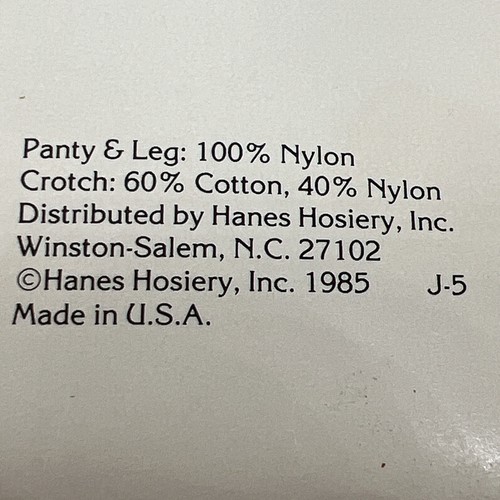 Panty & Leg: 100% Nylon
Crotch: 60% Cotton, 40% Nylon
Distributed by Hanes Hosiery, Inc.
Winston-Salem, N.C. 27102
©Hanes Hosiery, Inc. 1985 J-5
Made in U.S.A.